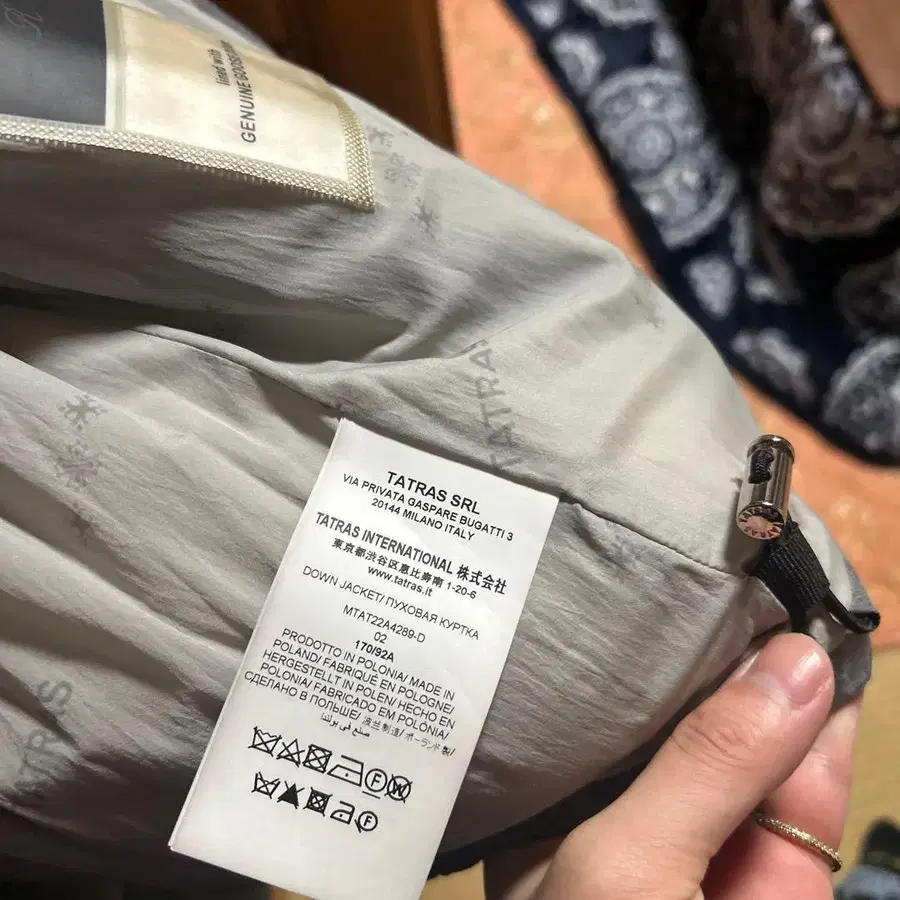 lined with
GENUINE GOOSE
TATRAS
TATRAS SRL
VIA PRIVATA GASPARE BUGATTI 3
20144 MILANO ITALY
TATRAS INTERNATIONAL 株式会社
東京都渋谷区恵比寿南 1-20-6
www.tatras.it
DOWN JACKET/ ПУХОВАЯ КУРТКА
MTAT22A4289-D
02
170/92A
PRODOTTO IN POLONIA/ MADE IN
POLAND/ FABRIQUÉ EN POLOGNE/
HERGESTELLT IN POLEN/ HECHO EN
POLONIA/ FABRICADO EM POLÓNIA/
СДЕЛАНО В ПОЛЬШЕ/ 波兰制造/ ポーランド製/
صنع في بولندا
F W
F
TATRAS
TRAS